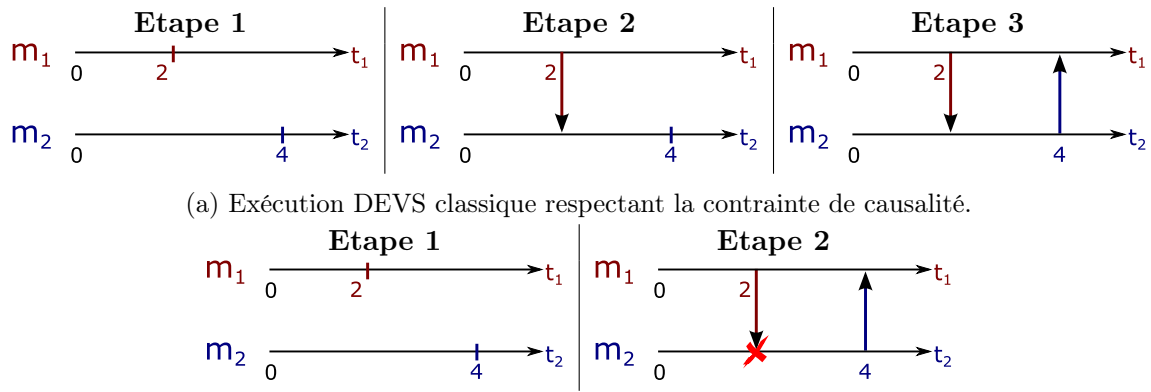 Etape 1 Etape 2 Etape 3
m₁ 0 2 t₁ m₁ 0 2 t₁ m₁ 0 2 t₁
m₂ 0 4 t₂ m₂ 0 4 t₂ m₂ 0 4 t₂
(a) Exécution DEVS classique respectant la contrainte de causalité.
Etape 1 Etape 2
m₁ 0 2 t₁ m₁ 0 2 t₁
m₂ 0 4 t₂ m₂ 0 4 t₂